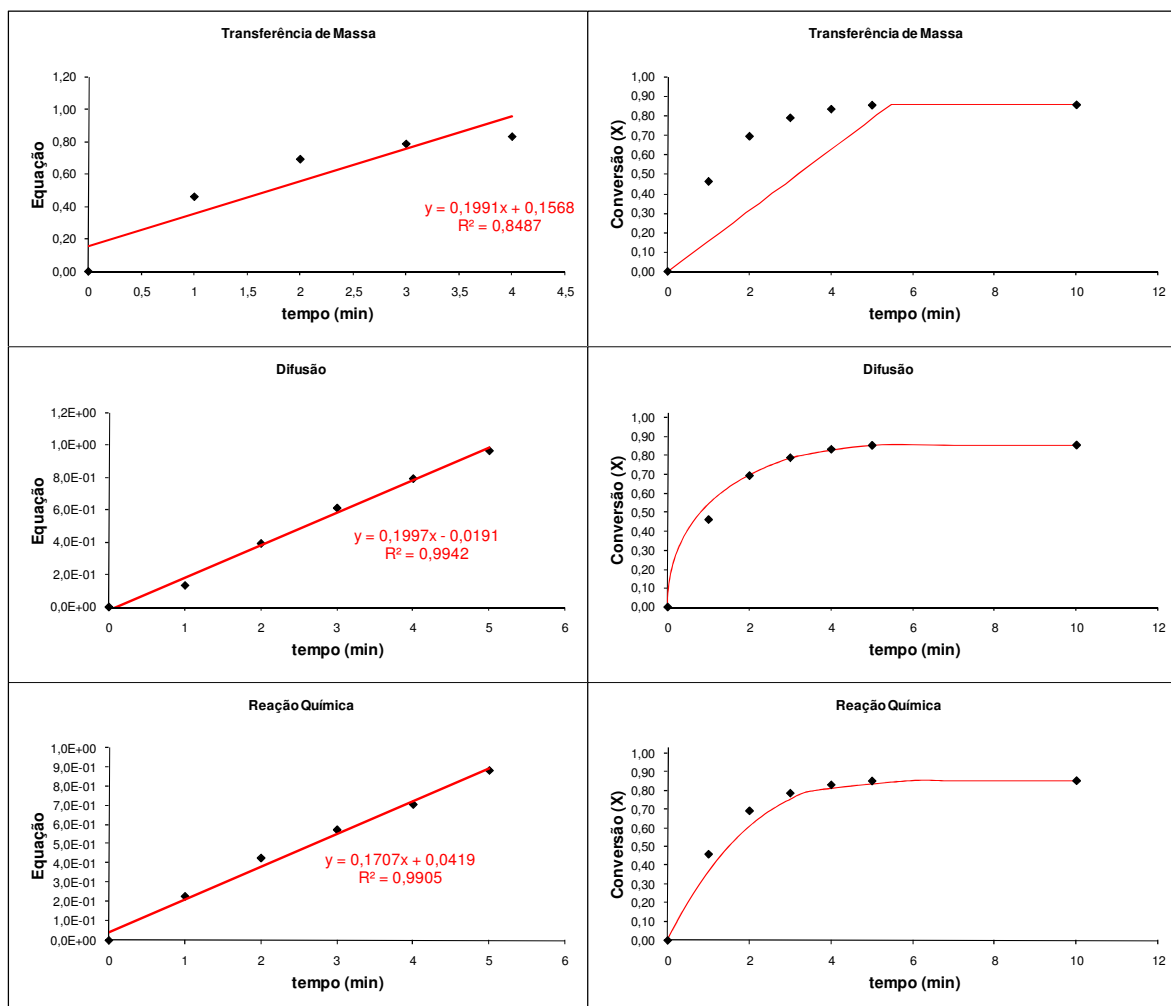 Transferência de Massa
Equação
1,20
1,00
0,80
0,60
0,40
0,20
0,00
y = 0,1991x + 0,1568
R² = 0,8487
0 0,5 1 1,5 2 2,5 3 3,5 4 4,5
tempo (min)
Transferência de Massa
Conversão (X)
1,00
0,90
0,80
0,70
0,60
0,50
0,40
0,30
0,20
0,10
0,00
0 2 4 6 8 10 12
tempo (min)
Difusão
Equação
1,2E+00
1,0E+00
8,0E-01
6,0E-01
4,0E-01
2,0E-01
0,0E+00
y = 0,1997x - 0,0191
R² = 0,9942
0 1 2 3 4 5 6
tempo (min)
Difusão
Conversão (X)
1,00
0,90
0,80
0,70
0,60
0,50
0,40
0,30
0,20
0,10
0,00
0 2 4 6 8 10 12
tempo (min)
Reação Química
Equação
1,0E+00
9,0E-01
8,0E-01
7,0E-01
6,0E-01
5,0E-01
4,0E-01
3,0E-01
2,0E-01
1,0E-01
0,0E+00
y = 0,1707x + 0,0419
R² = 0,9905
0 1 2 3 4 5 6
tempo (min)
Reação Química
Conversão (X)
1,00
0,90
0,80
0,70
0,60
0,50
0,40
0,30
0,20
0,10
0,00
0 2 4 6 8 10 12
tempo (min)